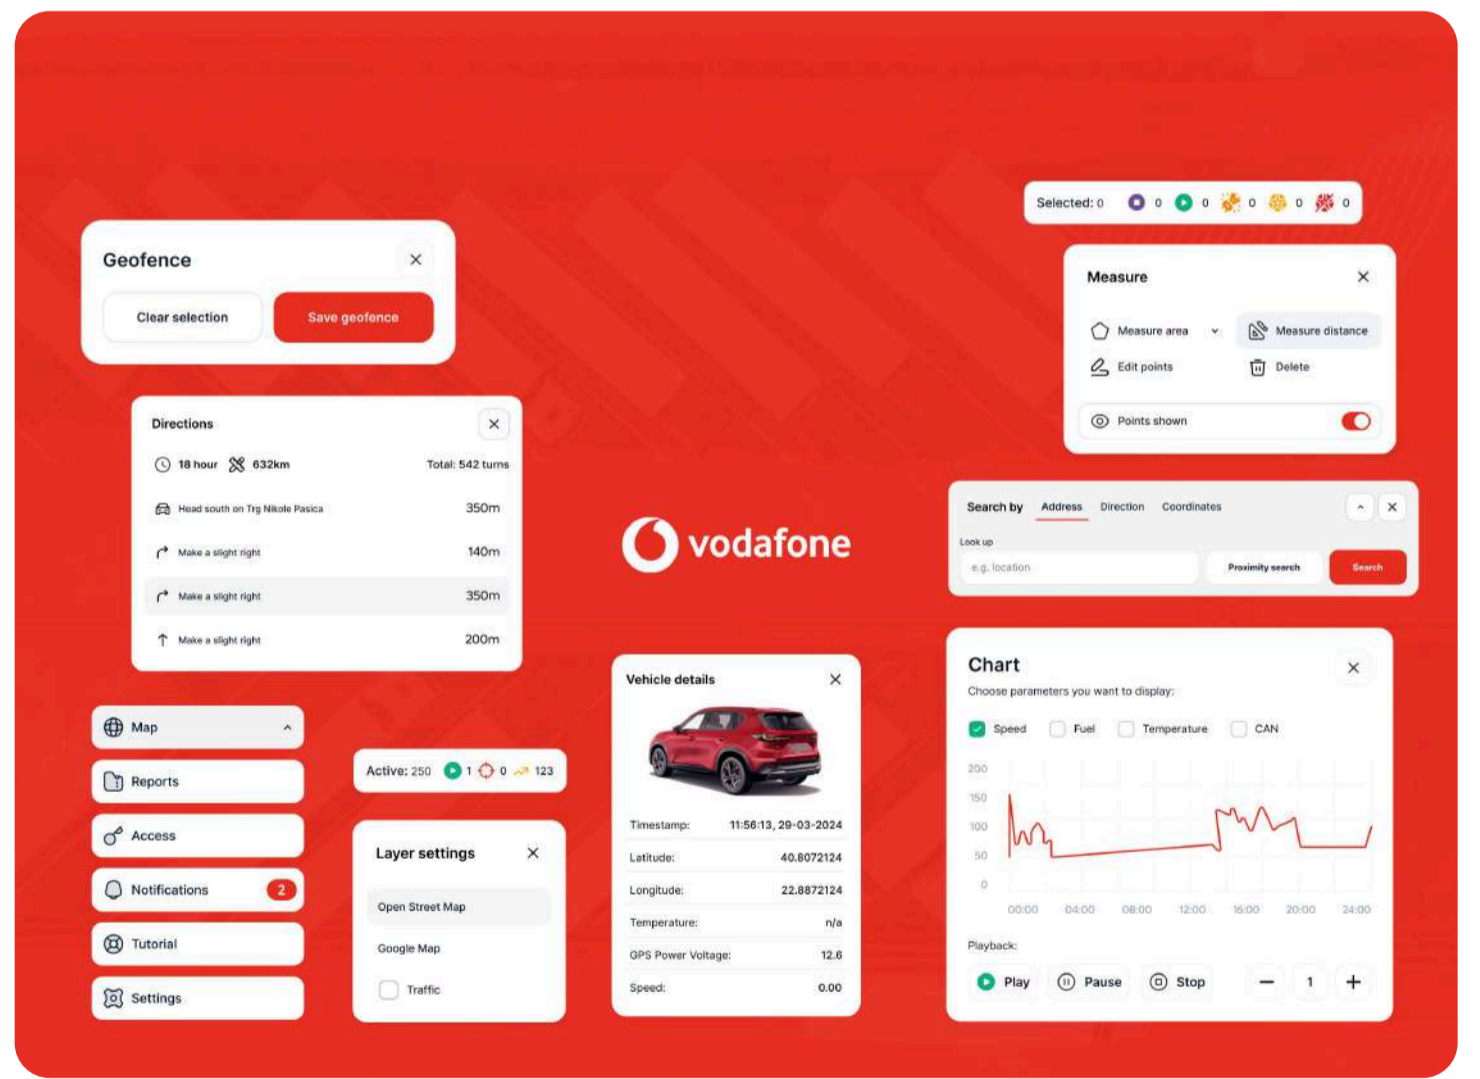 Selected: 0 0 0 0 0 0
Geofence
Clear selection Save geofence
Measure
Measure area Measure distance
Edit points Delete
Points shown
Directions
18 hour 632km Total: 542 turns
Head south on Trg Nikole Pasica 350m
Make a slight right 140m
Make a slight right 350m
Make a slight right 200m
vodafone
Search by Address Direction Coordinates
Look up
e.g. location Proximity search Search
Map
Reports
Access
Notifications 2
Tutorial
Settings
Active: 250 1 0 123
Layer settings
Open Street Map
Google Map
Traffic
Vehicle details
Timestamp: 11:56:13, 29-03-2024
Latitude: 40.8072124
Longitude: 22.8872124
Temperature: n/a
GPS Power Voltage: 12.6
Speed: 0.00
Chart
Choose parameters you want to display:
Speed Fuel Temperature CAN
200
150
100
50
0
00:00 04:00 08:00 12:00 16:00 20:00 24:00
Playback:
Play Pause Stop − 1 +